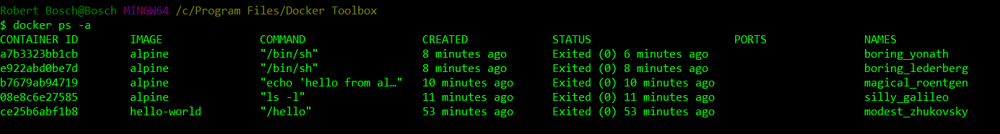 Robert Bosch@Bosch MINGW64 /c/Program Files/Docker Toolbox
$ docker ps -a
CONTAINER ID IMAGE COMMAND CREATED STATUS PORTS NAMES
a7b3323bb1cb alpine "/bin/sh" 8 minutes ago Exited (0) 6 minutes ago boring_yonath
e922abd0be7d alpine "/bin/sh" 8 minutes ago Exited (0) 8 minutes ago boring_lederberg
b7679ab94719 alpine "echo 'hello from al…" 10 minutes ago Exited (0) 10 minutes ago magical_roentgen
08e8c6e27585 alpine "ls -l" 11 minutes ago Exited (0) 11 minutes ago silly_galileo
ce25b6abf1b8 hello-world "/hello" 53 minutes ago Exited (0) 53 minutes ago modest_zhukovsky